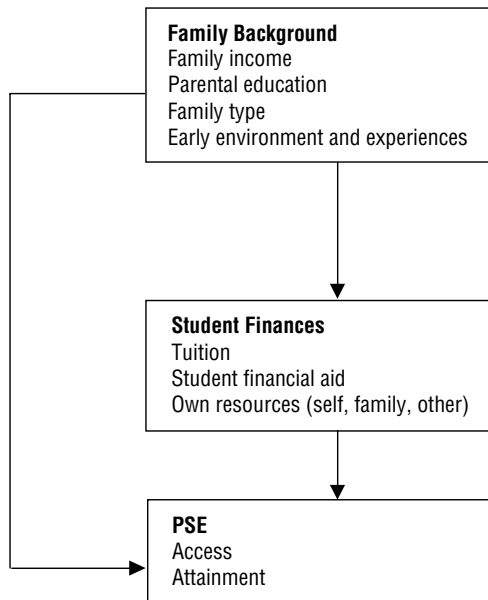 Family Background
Family income
Parental education
Family type
Early environment and experiences
Student Finances
Tuition
Student financial aid
Own resources (self, family, other)
PSE
Access
Attainment